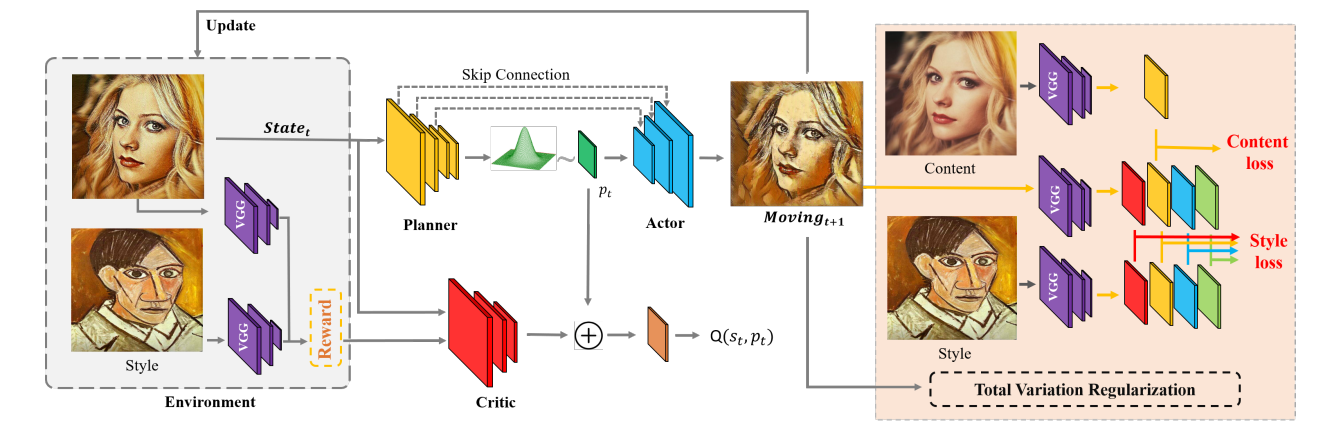 Update
Skip Connection
State_t
VGG
VGG
Reward
Style
Environment
Planner
p_t
Actor
Moving_{t+1}
Critic
Q(s_t, p_t)
VGG
Content
Content
loss
VGG
VGG
Style
loss
Style
Total Variation Regularization